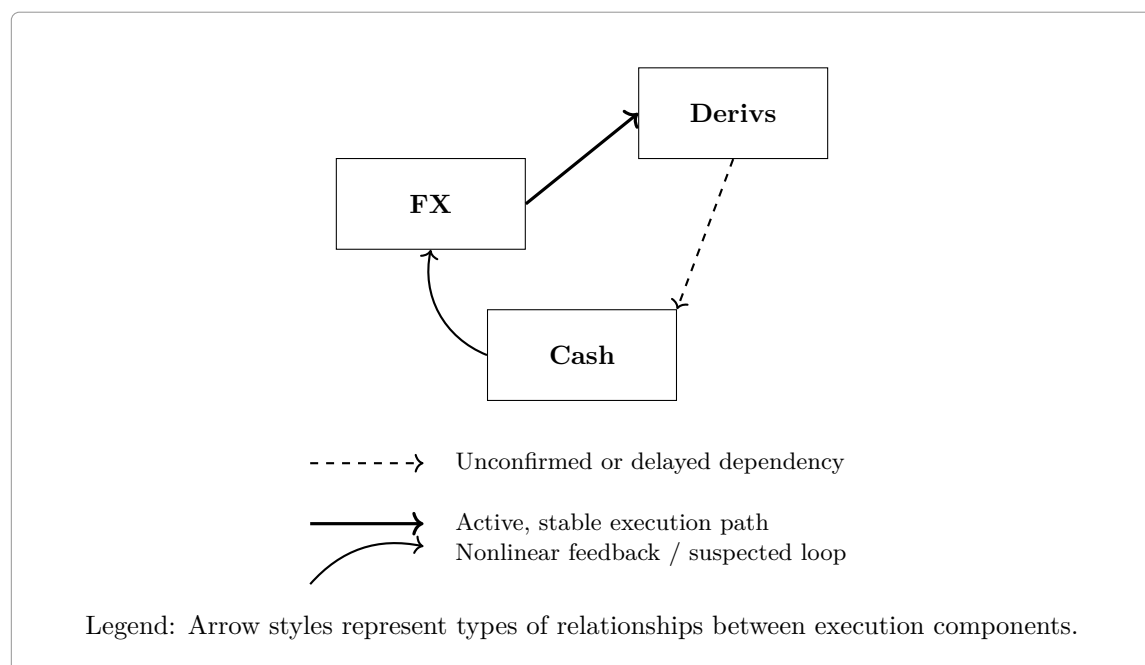 Derivs
FX
Cash
Unconfirmed or delayed dependency
Active, stable execution path
Nonlinear feedback / suspected loop
Legend: Arrow styles represent types of relationships between execution components.